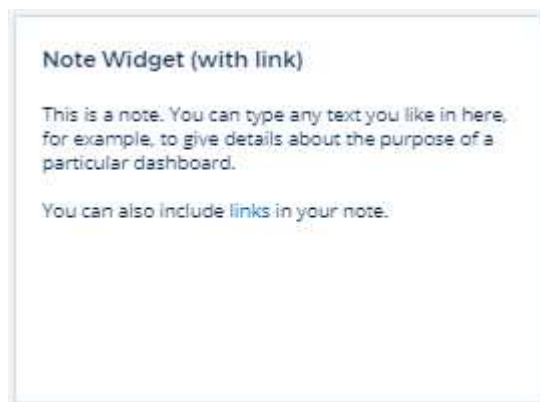 Note Widget (with link)
This is a note. You can type any text you like in here,
for example, to give details about the purpose of a
particular dashboard.
You can also include links in your note.